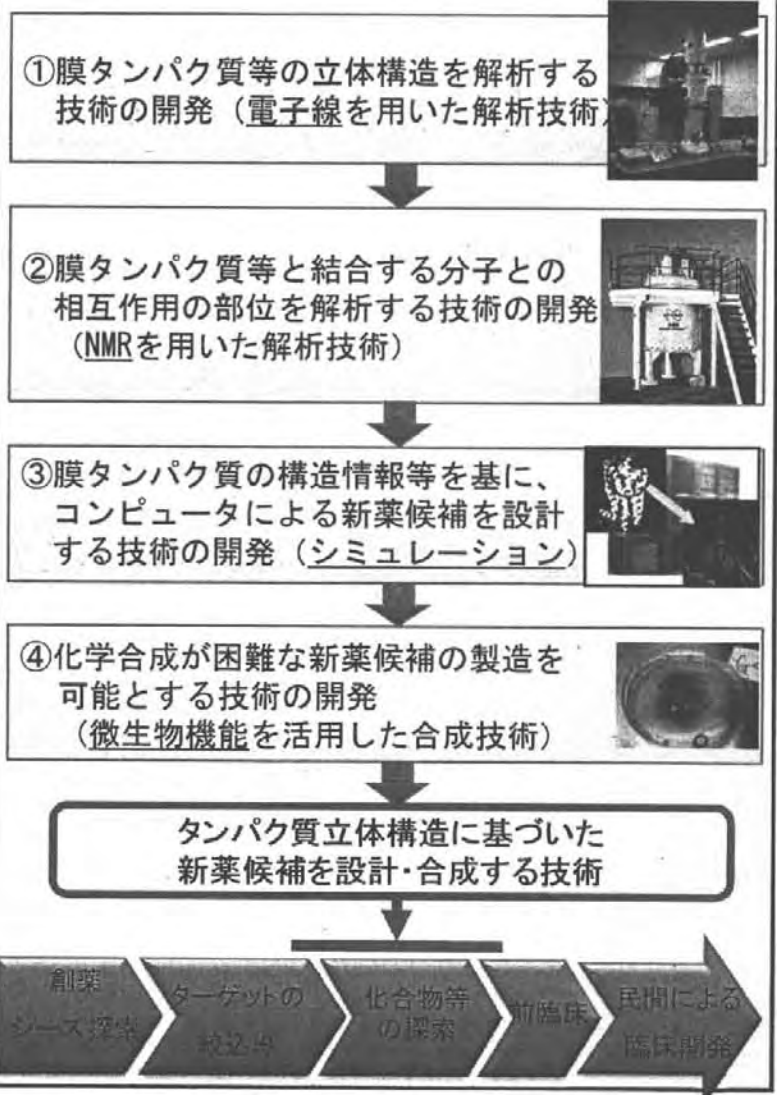 ①膜タンパク質等の立体構造を解析する
技術の開発（電子線を用いた解析技術）
②膜タンパク質等と結合する分子との
相互作用の部位を解析する技術の開発
（NMRを用いた解析技術）
③膜タンパク質の構造情報等を基に、
コンピュータによる新薬候補を設計
する技術の開発（シミュレーション）
④化学合成が困難な新薬候補の製造を
可能とする技術の開発
（微生物機能を活用した合成技術）
タンパク質立体構造に基づいた
新薬候補を設計・合成する技術
創薬
シーズ探索
ターゲットの
絞込み
化合物等
の探索
前臨床
民間による
臨床開発